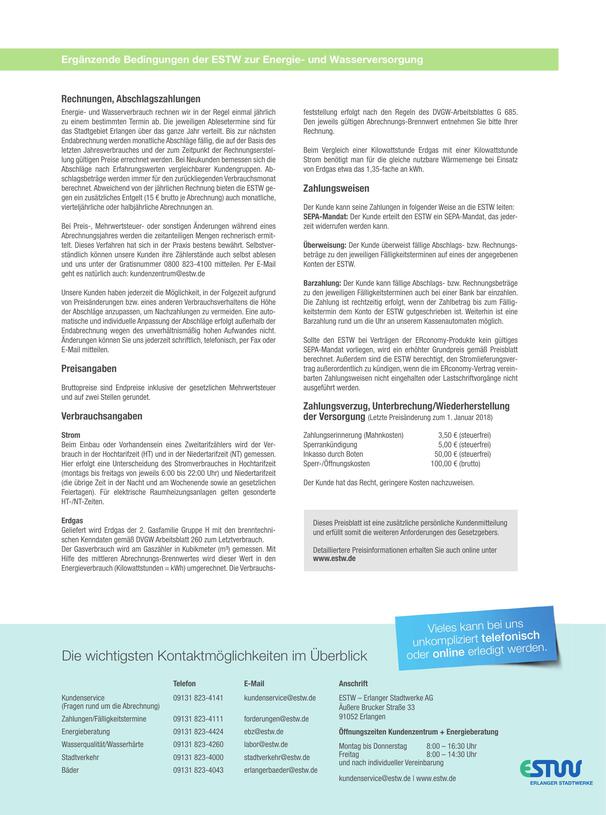 Ergänzende Bedingungen der ESTW zur Energie- und Wasserversorgung
Rechnungen, Abschlagszahlungen
Energie- und Wasserverbrauch rechnen wir in der Regel einmal jährlich
zu einem bestimmten Termin ab. Die jeweiligen Ablesetermine sind für
das Stadtgebiet Erlangen über das ganze Jahr verteilt. Bis zur nächsten
Endabrechnung werden monatliche Abschläge fällig, die auf der Basis des
letzten Jahresverbrauches und der zum Zeitpunkt der Rechnungserstel-
lung gültigen Preise errechnet werden. Bei Neukunden bemessen sich die
Abschläge nach Erfahrungswerten vergleichbarer Kundengruppen. Ab-
schlagsbeträge werden immer für den zurückliegenden Verbrauchsmonat
berechnet. Abweichend von der jährlichen Rechnung bieten die ESTW ge-
gen ein zusätzliches Entgelt (15 € brutto je Abrechnung) auch monatliche,
vierteljährliche oder halbjährliche Abrechnungen an.
Bei Preis-, Mehrwertsteuer- oder sonstigen Änderungen während eines
Abrechnungsjahres werden die zeitanteiligen Mengen rechnerisch ermit-
telt. Dieses Verfahren hat sich in der Praxis bestens bewährt. Selbstver-
ständlich können unsere Kunden ihre Zählerstände auch selbst ablesen
und uns unter der Gratisnummer 0800 823-4100 mitteilen. Per E-Mail
geht es natürlich auch: kundenzentrum@estw.de
Unsere Kunden haben jederzeit die Möglichkeit, in der Folgezeit aufgrund
von Preisänderungen bzw. eines anderen Verbrauchsverhaltens die Höhe
der Abschläge anzupassen, um Nachzahlungen zu vermeiden. Eine auto-
matische und individuelle Anpassung der Abschläge erfolgt außerhalb der
Endabrechnung wegen des unverhältnismäßig hohen Aufwandes nicht.
Änderungen können Sie uns jederzeit schriftlich, telefonisch, per Fax oder
E-Mail mitteilen.
Preisangaben
Bruttopreise sind Endpreise inklusive der gesetzlichen Mehrwertsteuer
und auf zwei Stellen gerundet.
Verbrauchsangaben
Strom
Beim Einbau oder Vorhandensein eines Zweitarifzählers wird der Ver-
brauch in der Hochtarifzeit (HT) und in der Niedertarifzeit (NT) gemessen.
Hier erfolgt eine Unterscheidung des Stromverbrauches in Hochtarifzeit
(montags bis freitags von jeweils 6:00 bis 22:00 Uhr) und Niedertarifzeit
(die übrige Zeit in der Nacht und am Wochenende sowie an gesetzlichen
Feiertagen). Für elektrische Raumheizungsanlagen gelten gesonderte
HT-/NT-Zeiten.
Erdgas
Geliefert wird Erdgas der 2. Gasfamilie Gruppe H mit den brenntechni-
schen Kenndaten gemäß DVGW Arbeitsblatt 260 zum Letztverbrauch.
Der Gasverbrauch wird am Gaszähler in Kubikmeter (m³) gemessen. Mit
Hilfe des mittleren Abrechnungs-Brennwertes wird dieser Wert in den
Energieverbrauch (Kilowattstunden = kWh) umgerechnet. Die Verbrauchs-
feststellung erfolgt nach den Regeln des DVGW-Arbeitsblattes G 685.
Den jeweils gültigen Abrechnungs-Brennwert entnehmen Sie bitte Ihrer
Rechnung.
Beim Vergleich einer Kilowattstunde Erdgas mit einer Kilowattstunde
Strom benötigt man für die gleiche nutzbare Wärmemenge bei Einsatz
von Erdgas etwa das 1,35-fache an kWh.
Zahlungsweisen
Der Kunde kann seine Zahlungen in folgender Weise an die ESTW leiten:
SEPA-Mandat: Der Kunde erteilt den ESTW ein SEPA-Mandat, das jeder-
zeit widerrufen werden kann.
Überweisung: Der Kunde überweist fällige Abschlags- bzw. Rechnungs-
beträge zu den jeweiligen Fälligkeitsterminen auf eines der angegebenen
Konten der ESTW.
Barzahlung: Der Kunde kann fällige Abschlags- bzw. Rechnungsbeträge
zu den jeweiligen Fälligkeitsterminen auch bei einer Bank bar einzahlen.
Die Zahlung ist rechtzeitig erfolgt, wenn der Zahlbetrag bis zum Fällig-
keitstermin dem Konto der ESTW gutgeschrieben ist. Weiterhin ist eine
Barzahlung rund um die Uhr an unserem Kassenautomaten möglich.
Sollte den ESTW bei Verträgen der ERconomy-Produkte kein gültiges
SEPA-Mandat vorliegen, wird ein erhöhter Grundpreis gemäß Preisblatt
berechnet. Außerdem sind die ESTW berechtigt, den Stromlieferungsver-
trag außerordentlich zu kündigen, wenn die im ERconomy-Vertrag verein-
barten Zahlungsweisen nicht eingehalten oder Lastschriftvorgänge nicht
ausgeführt werden.
Zahlungsverzug, Unterbrechung/Wiederherstellung
der Versorgung (Letzte Preisänderung zum 1. Januar 2018)
Zahlungserinnerung (Mahnkosten) 3,50 € (steuerfrei)
Sperrankündigung 5,00 € (steuerfrei)
Inkasso durch Boten 50,00 € (steuerfrei)
Sperr-/Öffnungskosten 100,00 € (brutto)
Der Kunde hat das Recht, geringere Kosten nachzuweisen.
Dieses Preisblatt ist eine zusätzliche persönliche Kundenmitteilung
und erfüllt somit die weiteren Anforderungen des Gesetzgebers.
Detailliertere Preisinformationen erhalten Sie auch online unter
www.estw.de
Vieles kann bei uns
unkompliziert telefonisch
oder online erledigt werden.
Die wichtigsten Kontaktmöglichkeiten im Überblick
Telefon E-Mail Anschrift
Kundenservice 09131 823-4141 kundenservice@estw.de
(Fragen rund um die Abrechnung)
Zahlungen/Fälligkeitstermine 09131 823-4111 forderungen@estw.de
Energieberatung 09131 823-4424 ebz@estw.de
Wasserqualität/Wasserhärte 09131 823-4260 labor@estw.de
Stadtverkehr 09131 823-4000 stadtverkehr@estw.de
Bäder 09131 823-4043 erlangerbaeder@estw.de
ESTW – Erlanger Stadtwerke AG
Äußere Brucker Straße 33
91052 Erlangen
Öffnungszeiten Kundenzentrum + Energieberatung
Montag bis Donnerstag 8:00 – 16:30 Uhr
Freitag 8:00 – 14:30 Uhr
und nach individueller Vereinbarung
kundenservice@estw.de | www.estw.de
ESTW
ERLANGER STADTWERKE